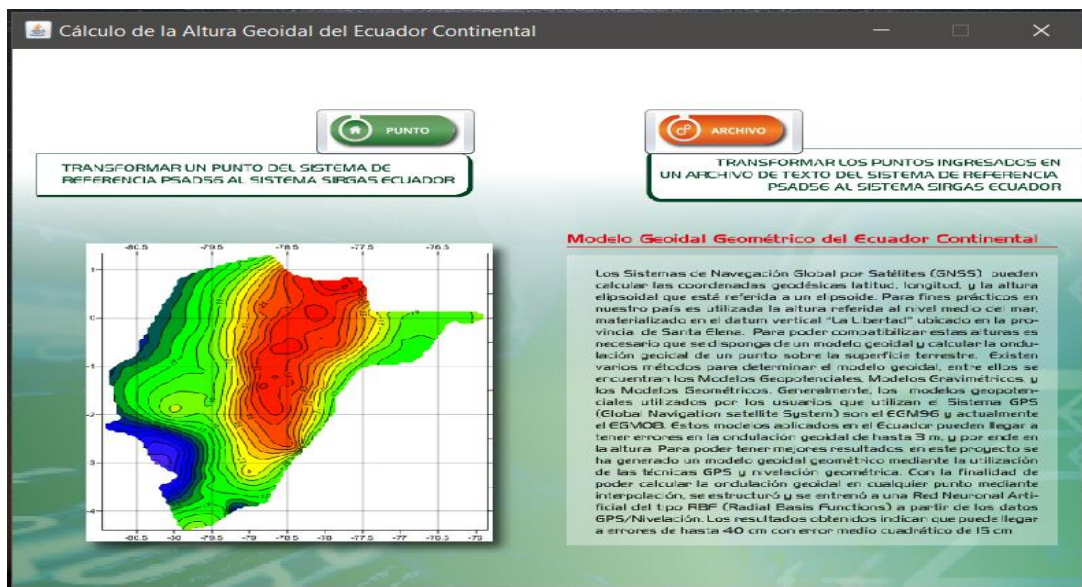 Cálculo de la Altura Geoidal del Ecuador Continental
PUNTO
TRANSFORMAR UN PUNTO DEL SISTEMA DE
REFERENCIA PSAD56 AL SISTEMA SIRGAS ECUADOR
ARCHIVO
TRANSFORMAR LOS PUNTOS INGRESADOS EN
UN ARCHIVO DE TEXTO DEL SISTEMA DE REFERENCIA
PSAD56 AL SISTEMA SIRGAS ECUADOR
-80.5 -79.5 -78.5 -77.5 -76.5
1
0
-1
-2
-3
-4
-80 -79 -78 -77 -76 -75
Modelo Geoidal Geométrico del Ecuador Continental
Los Sistemas de Navegación Global por Satélites (GNSS) pueden
calcular las coordenadas geodésicas latitud, longitud, y la altura
elipsoidal que está referida a un elipsoide. Para fines prácticos en
nuestro país es utilizada la altura referida al nivel medio del mar,
materializado en el datum vertical "La Libertad" ubicado en la pro-
vincia de Santa Elena. Para poder compatibilizar estas alturas es
necesario que se disponga de un modelo geoidal y calcular la ondu-
lación geoidal de un punto sobre la superficie terrestre. Existen
varios métodos para determinar el modelo geoidal, entre ellos se
encuentran los Modelos Geopotenciales, Modelos Gravimétricos, y
los Modelos Geométricos. Generalmente, los modelos geopoten-
ciales utilizados por los usuarios que utilizan el Sistema GPS
(Global Navigation satellite System) son el EGM96 y actualmente
el EGM08. Estos modelos aplicados en el Ecuador pueden llegar a
tener errores en la ondulación geoidal de hasta 3 m, y por ende en
la altura. Para poder tener mejores resultados, en este proyecto se
ha generado un modelo geoidal geométrico mediante la utilización
de las técnicas GPS y nivelación geométrica. Con la finalidad de
poder calcular la ondulación geoidal en cualquier punto mediante
interpolación, se estructuró y se entrenó a una Red Neuronal Arti-
ficial del tipo RBF (Radial Basis Functions) a partir de los datos
GPS/Nivelación. Los resultados obtenidos indican que puede llegar
a errores de hasta 40 cm con error medio cuadrático de 15 cm